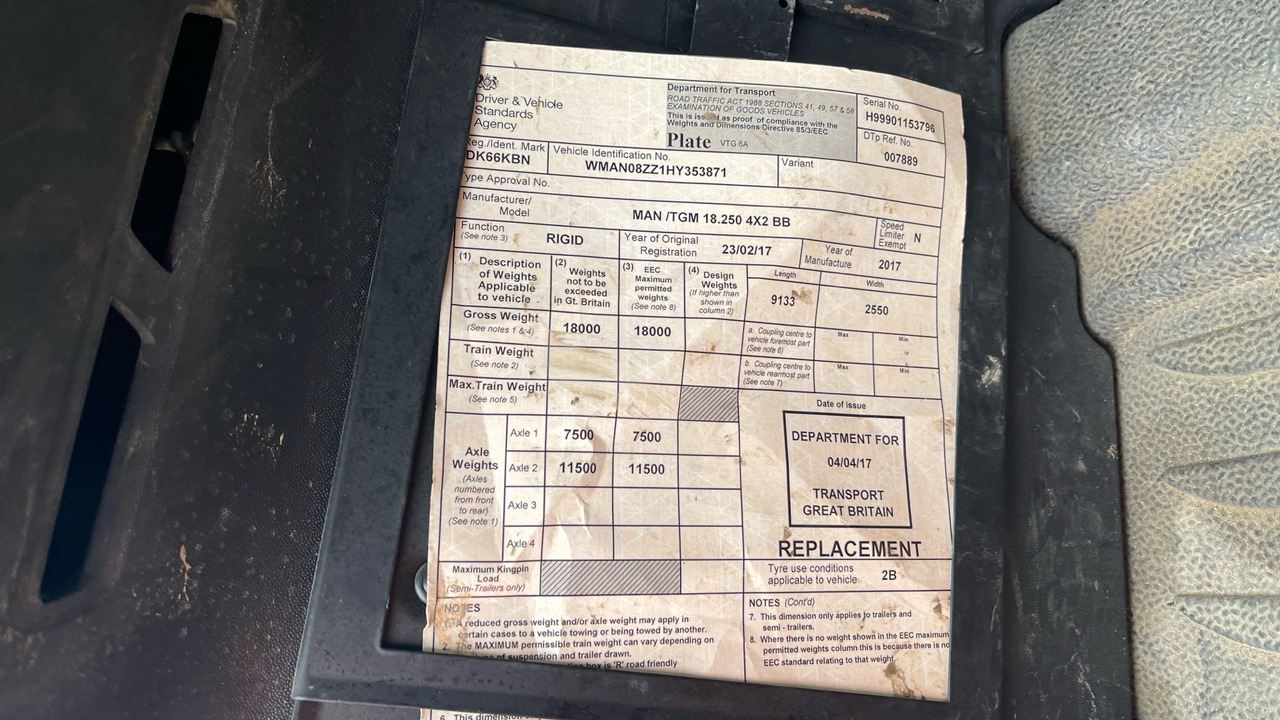 Driver & Vehicle
Standards
Agency
Department for Transport
ROAD TRAFFIC ACT 1988 SECTIONS 41, 49, 57 & 58
EXAMINATION OF GOODS VEHICLES
This is issued as proof of compliance with the
Weights and Dimensions Directive 85/3/EEC
Plate VTG 6A
Serial No.
H99901153796
DTp Ref. No.
007889
Reg./Ident. Mark
DK66KBN
Vehicle Identification No.
WMAN08ZZ1HY353871
Variant
Type Approval No.
Manufacturer/
Model
MAN /TGM 18.250 4X2 BB
Speed
Limiter
Exempt
N
Function
(See note 3)
RIGID
Year of Original
Registration
23/02/17
Year of
Manufacture
2017
(1) Description
of Weights
Applicable
to vehicle
(2) Weights
not to be
exceeded
in Gt. Britain
(3) EEC
Maximum
permitted
weights
(See note 8)
(4) Design
Weights
(If higher than
shown in
column 2)
Length
9133
Width
2550
Gross Weight
(See notes 1 & 4)
18000
18000
a. Coupling centre to
vehicle foremost part
(See note 6)
Max
Min
Train Weight
(See note 2)
b. Coupling centre to
vehicle rearmost part
(See note 7)
Max
Min
Max.Train Weight
(See note 5)
Axle
Weights
(Axles
numbered
from front
to rear)
(See note 1)
Axle 1
7500
7500
Axle 2
11500
11500
Axle 3
Axle 4
Date of Issue
DEPARTMENT FOR
04/04/17
TRANSPORT
GREAT BRITAIN
REPLACEMENT
Maximum Kingpin
Load
(Semi-Trailers only)
Tyre use conditions
applicable to vehicle
2B
NOTES
A reduced gross weight and/or axle weight may apply in
certain cases to a vehicle towing or being towed by another.
2. The MAXIMUM permissible train weight can vary depending on
of suspension and trailer drawn.
box is 'R' road friendly
NOTES (Cont'd)
7. This dimension only applies to trailers and
semi - trailers.
8. Where there is no weight shown in the EEC maximum
permitted weights column this is because there is no
EEC standard relating to that weight.
6. This dimension